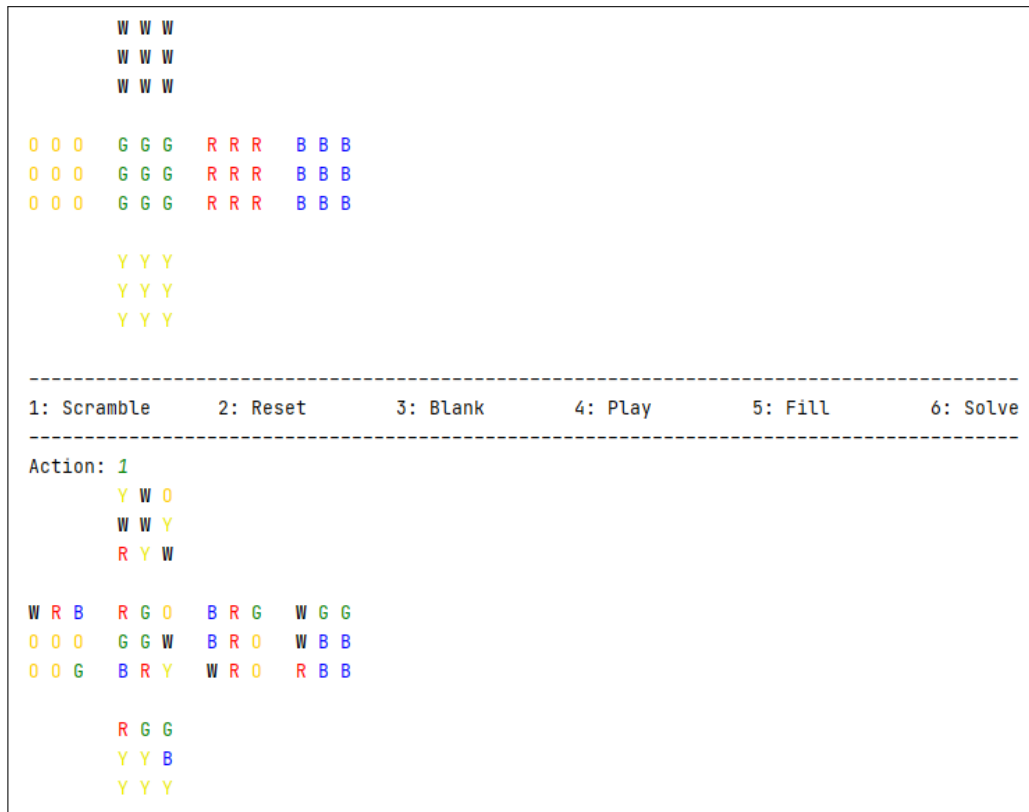 W W W
W W W
W W W
O O O G G G R R R B B B
O O O G G G R R R B B B
O O O G G G R R R B B B
Y Y Y
Y Y Y
Y Y Y
-----------------------------------------------------------------------------------------
1: Scramble 2: Reset 3: Blank 4: Play 5: Fill 6: Solve
-----------------------------------------------------------------------------------------
Action: 1
Y W O
W W Y
R Y W
W R B R G O B R G W G G
O O O G G W B R O W B B
O O G B R Y W R O R B B
R G G
Y Y B
Y Y Y